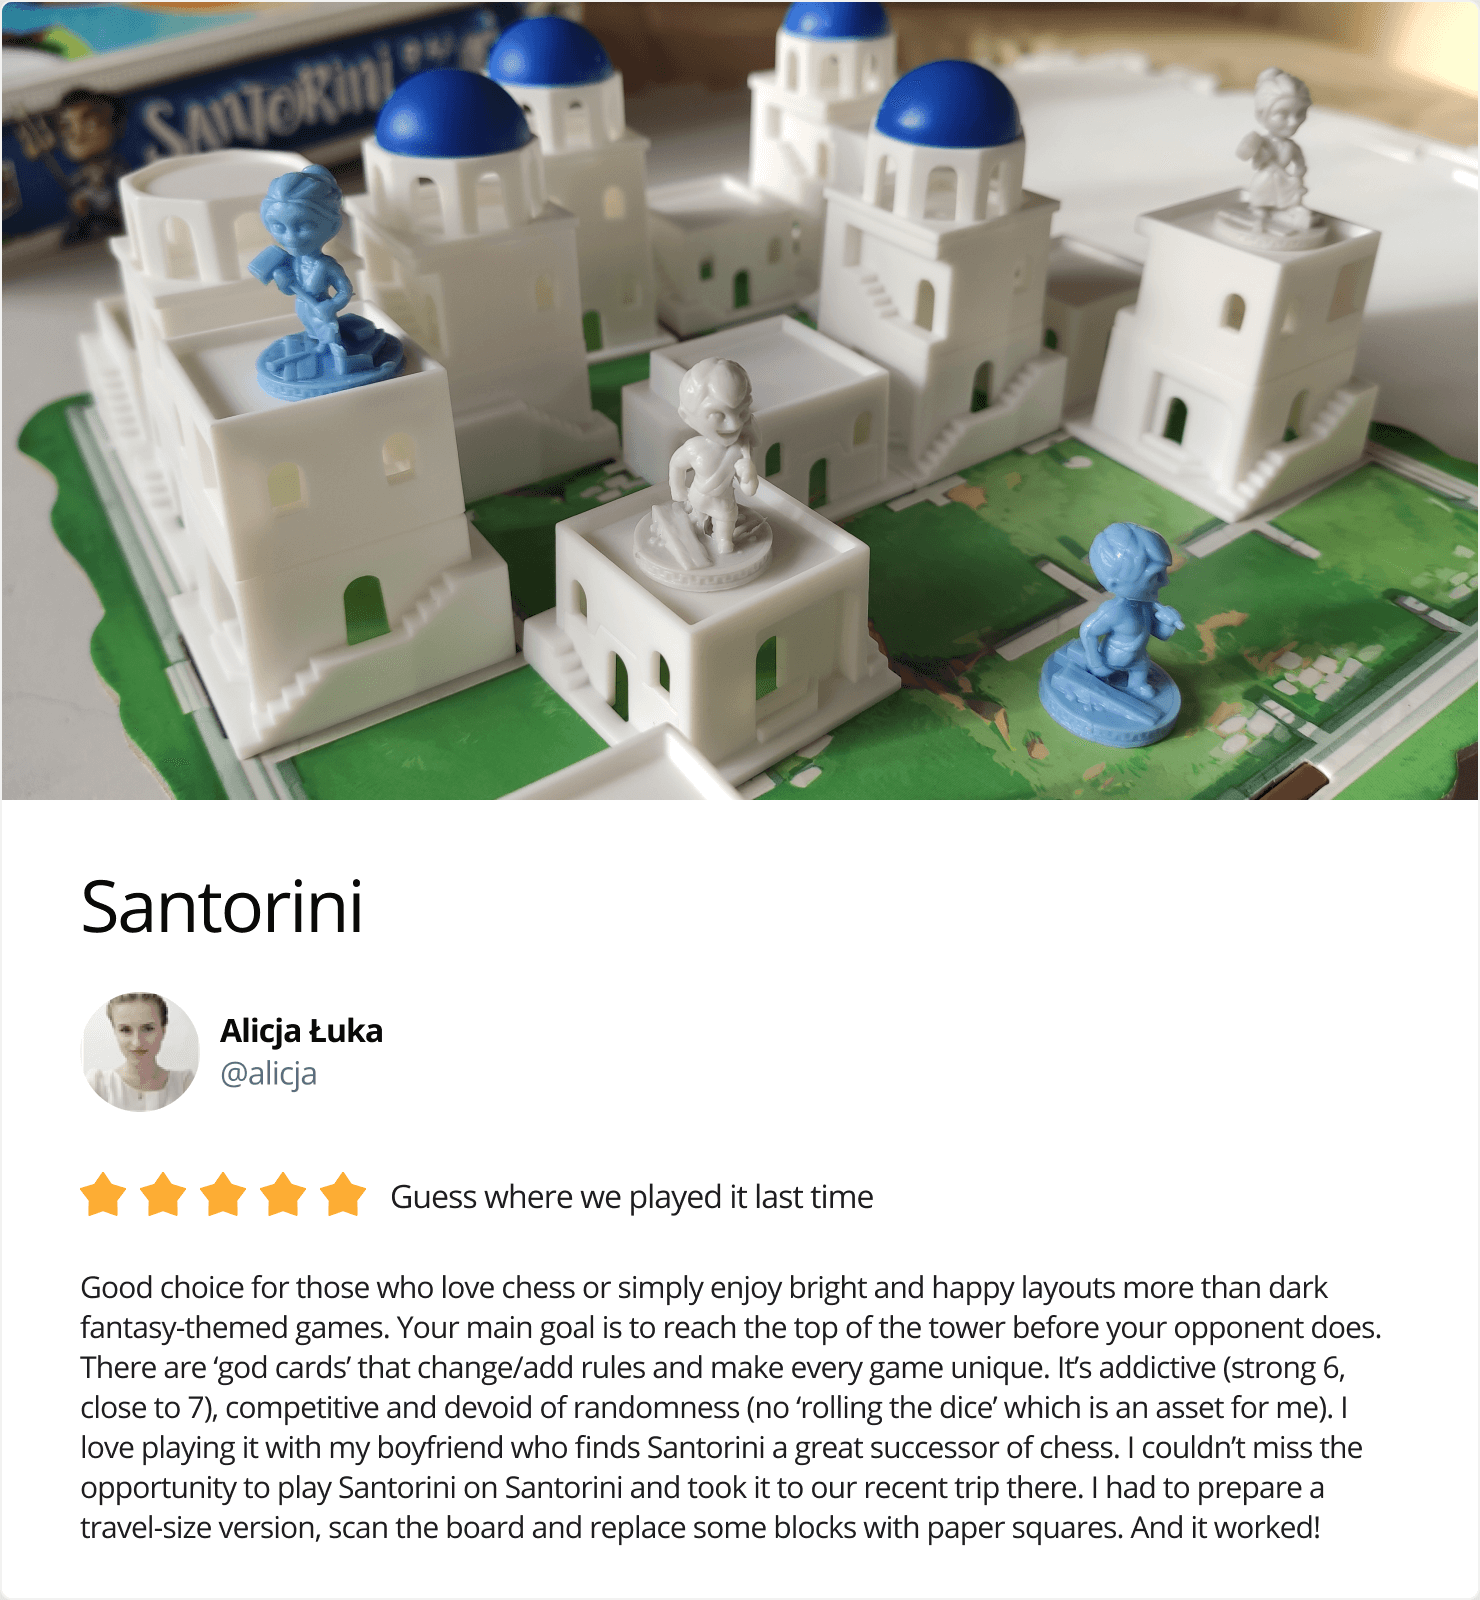 SANTORINI
Santorini
Alicja Łuka
@alicja
Guess where we played it last time
Good choice for those who love chess or simply enjoy bright and happy layouts more than dark
fantasy-themed games. Your main goal is to reach the top of the tower before your opponent does.
There are ‘god cards’ that change/add rules and make every game unique. It’s addictive (strong 6,
close to 7), competitive and devoid of randomness (no ‘rolling the dice’ which is an asset for me). I
love playing it with my boyfriend who finds Santorini a great successor of chess. I couldn’t miss the
opportunity to play Santorini on Santorini and took it to our recent trip there. I had to prepare a
travel-size version, scan the board and replace some blocks with paper squares. And it worked!